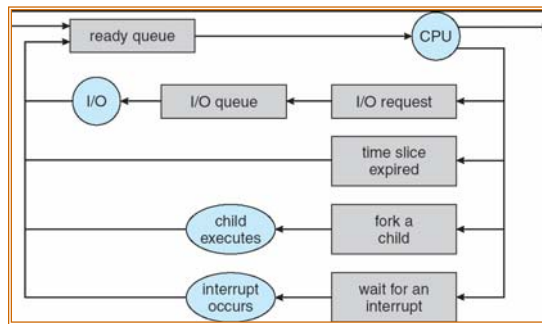 ready queue
CPU
I/O
I/O queue
I/O request
time slice
expired
child
executes
fork a
child
interrupt
occurs
wait for an
interrupt